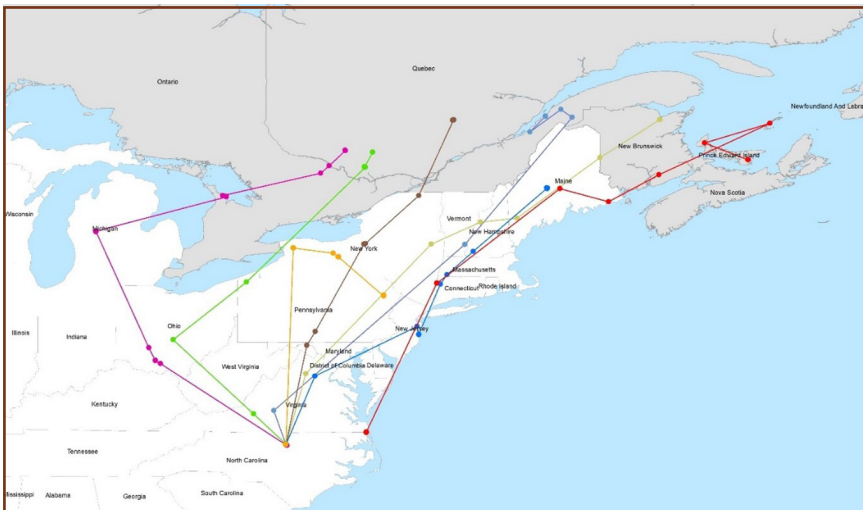 Ontario
Quebec
Newfoundland And Labra
New Brunswick
Prince Edward Island
Nova Scotia
Maine
Wisconsin
Michigan
Vermont
New Hampshire
New York
Massachusetts
Connecticut
Rhode Island
Pennsylvania
New Jersey
Ohio
Illinois
Indiana
Maryland
West Virginia
District of Columbia
Delaware
Virginia
Kentucky
Tennessee
North Carolina
South Carolina
Mississippi
Alabama
Georgia